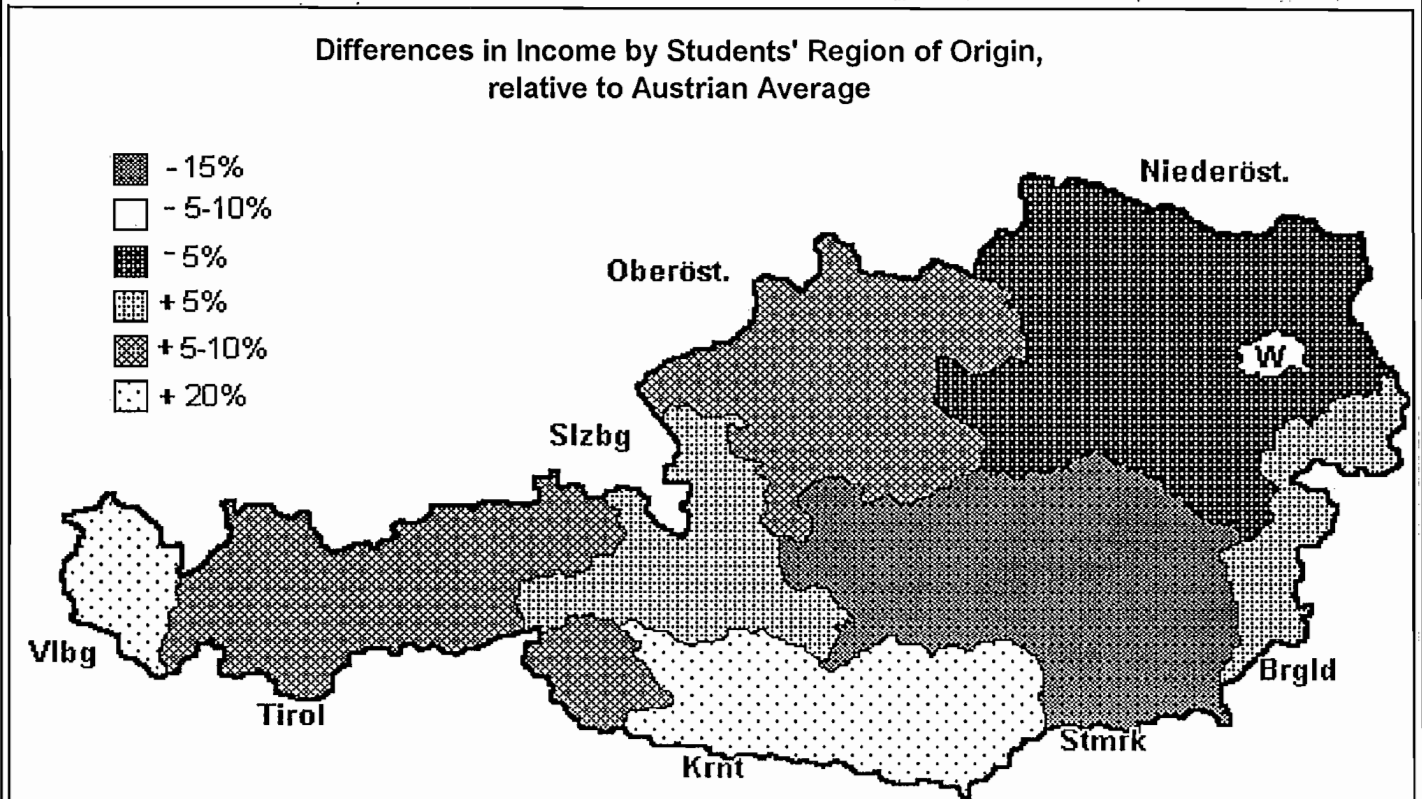 Differences in Income by Students' Region of Origin,
relative to Austrian Average
- 15%
- 5-10%
- 5%
+ 5%
+ 5-10%
+ 20%
Niederöst.
Oberöst.
W
Slzbg
Vlbg
Tirol
Brgld
Stmrk
Krnt